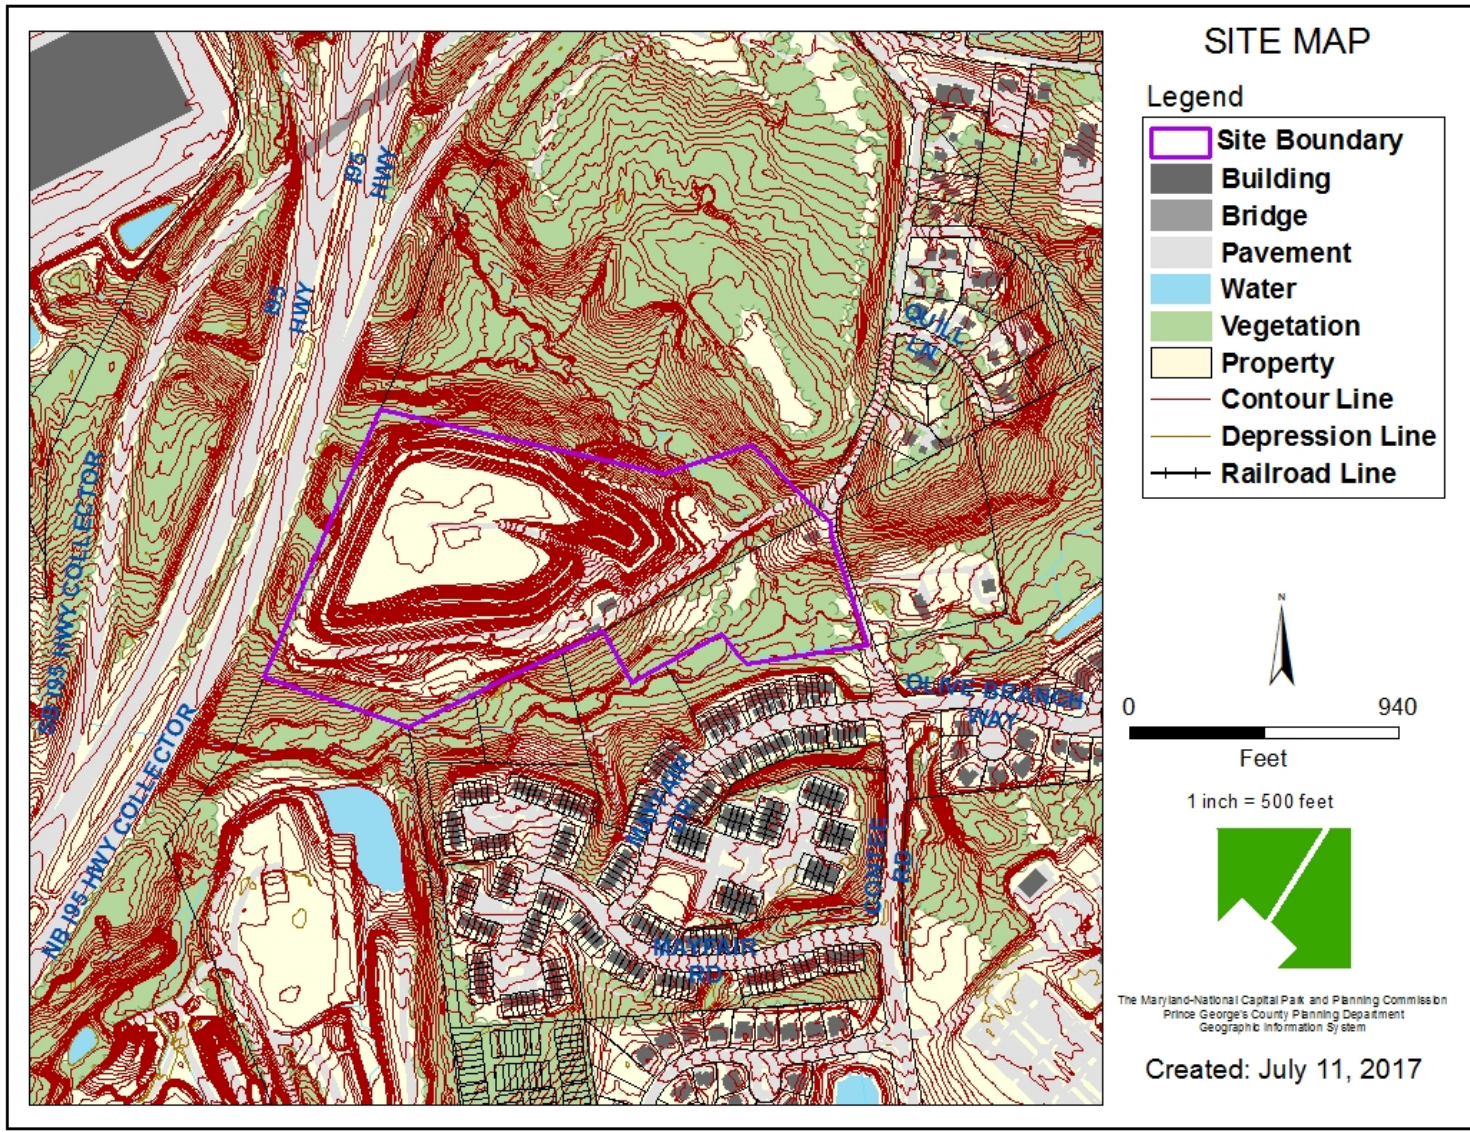 SITE MAP
Legend
Site Boundary
Building
Bridge
Pavement
Water
Vegetation
Property
Contour Line
Depression Line
Railroad Line
I95
HWY
I95
HWY
QUILL
LN
SB I95 HWY COLLECTOR
NB I95 HWY COLLECTOR
OLIVE BRANCH
WAY
MAYFAIR
DR
CONTEE
RD
MAYFAIR
RD
N
0 940
Feet
1 inch = 500 feet
The Maryland-National Capital Park and Planning Commission
Prince George's County Planning Department
Geographic Information System
Created: July 11, 2017